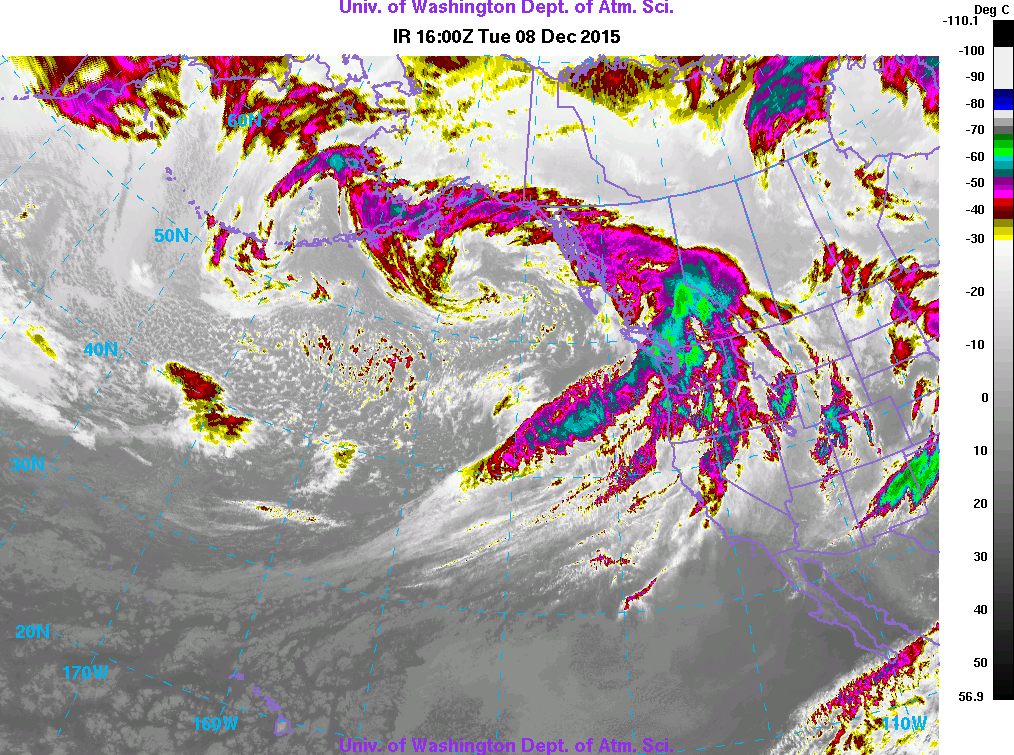 Univ. of Washington Dept. of Atm. Sci.
Deg C
-110.1
IR 16:00Z Tue 08 Dec 2015
-100
-90
-80
-70
-60
-50
-40
-30
-20
-10
0
10
20
30
40
50
56.9
60N
50N
40N
30N
20N
170W
160W
110W
Univ. of Washington Dept. of Atm. Sci.